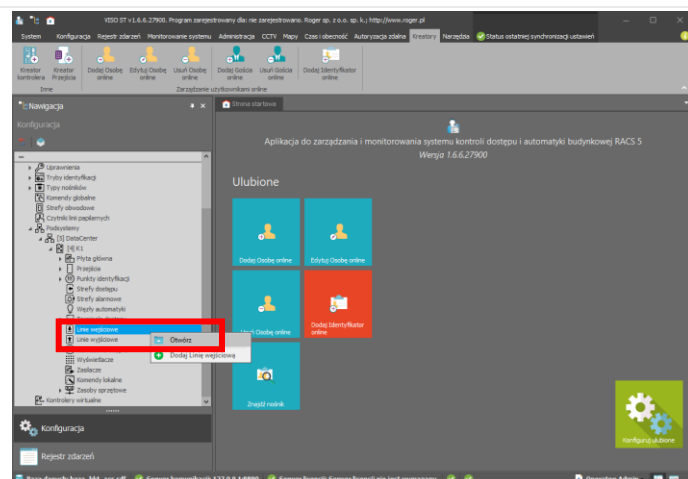 VISO ST v1.6.6.27900. Program zarejestrowany dla: nie zarejestrowano. Roger sp. z o.o. sp. k.; http://www.roger.pl
System Konfiguracja Rejestr zdarzeń Monitorowanie systemu Administracja CCTV Mapy Czas i obecność Autoryzacja zdalna Kreatory Narzędzia Status ostatniej synchronizacji ustawień
Kreator kontrolera Kreator Przejścia Dodaj Osobę online Edytuj Osobę online Usuń Osobę online Dodaj Gościa online Usuń Gościa online Dodaj Identyfikator online
Inne Zarządzanie użytkownikami online
Nawigacja
Strona startowa
Konfiguracja
Uprawnienia
Tryby identyfikacji
Typy nośników
Komendy globalne
Strefy obwodowe
Czytniki linii papilarnych
Podsystemy
[5] DataCenter
[4] K1
Płyta główna
Przejścia
Punkty identyfikacji
Strefy dostępu
Strefy alarmowe
Węzły automatyki
Linie wejściowe
Linie wyjściowe
Otwórz
Dodaj Linię wejściową
Wyświetlacze
Zasilacze
Komendy lokalne
Zasoby sprzętowe
Kontrolery wirtualne
Konfiguracja
Rejestr zdarzeń
Aplikacja do zarządzania i monitorowania systemu kontroli dostępu i automatyki budynkowej RACS 5
Wersja 1.6.6.27900
Ulubione
Dodaj Osobę online
Edytuj Osobę online
Usuń Osobę online
Dodaj Identyfikator online
Znajdź nośnik
Konfiguruj ulubione